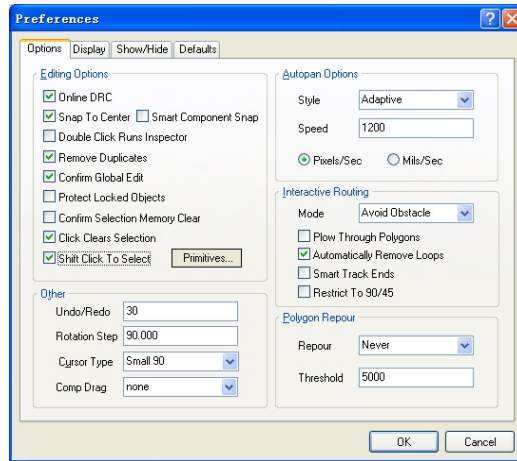 Preferences
Options Display Show/Hide Defaults
Editing Options
Online DRC
Snap To Center Smart Component Snap
Double Click Runs Inspector
Remove Duplicates
Confirm Global Edit
Protect Locked Objects
Confirm Selection Memory Clear
Click Clears Selection
Shift Click To Select Primitives...
Other
Undo/Redo 30
Rotation Step 90.000
Cursor Type Small 90
Comp Drag none
Autopan Options
Style Adaptive
Speed 1200
Pixels/Sec Mils/Sec
Interactive Routing
Mode Avoid Obstacle
Plow Through Polygons
Automatically Remove Loops
Smart Track Ends
Restrict To 90/45
Polygon Repour
Repour Never
Threshold 5000
OK Cancel